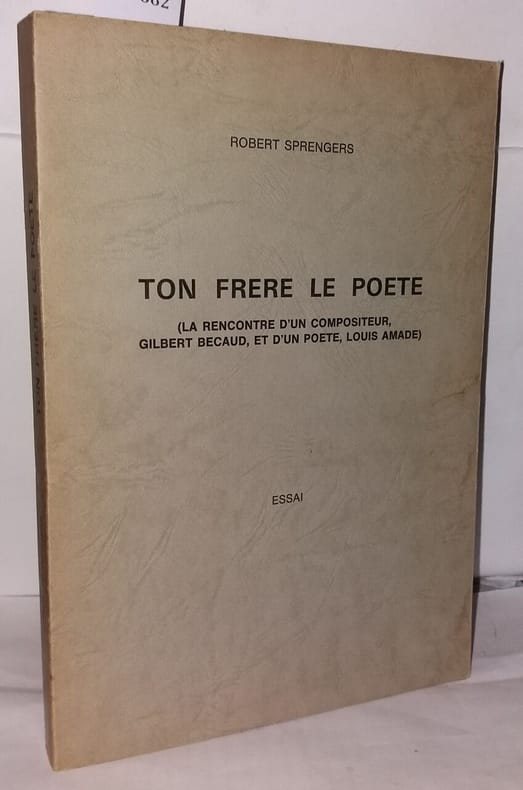 ROBERT SPRENGERS
TON FRERE LE POETE
(LA RENCONTRE D'UN COMPOSITEUR,
GILBERT BECAUD, ET D'UN POETE, LOUIS AMADE)
ESSAI
TON FRERE LE POETE